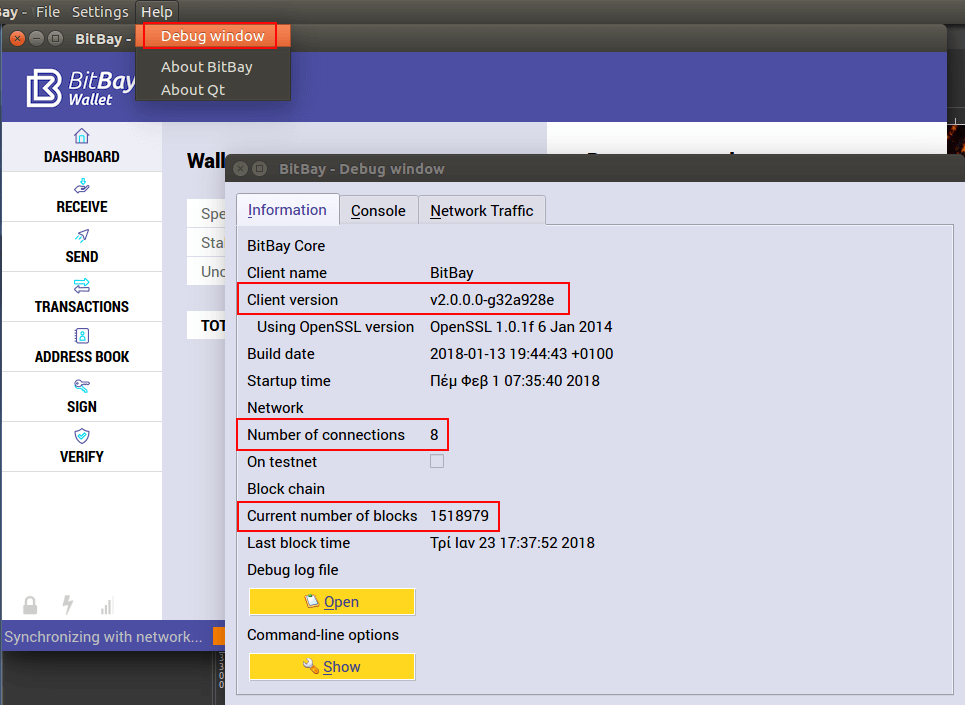 ay - File Settings Help
BitBay -
Debug window
About BitBay
About Qt
BitBay
Wallet
DASHBOARD
RECEIVE
SEND
TRANSACTIONS
ADDRESS BOOK
SIGN
VERIFY
Synchronizing with network...
Wall
Spe
Stal
Unc
TOT
BitBay - Debug window
Information Console Network Traffic
BitBay Core
Client name BitBay
Client version v2.0.0.0-g32a928e
Using OpenSSL version OpenSSL 1.0.1f 6 Jan 2014
Build date 2018-01-13 19:44:43 +0100
Startup time Πέμ Φεβ 1 07:35:40 2018
Network
Number of connections 8
On testnet
Block chain
Current number of blocks 1518979
Last block time Τρί Ιαν 23 17:37:52 2018
Debug log file
Open
Command-line options
Show